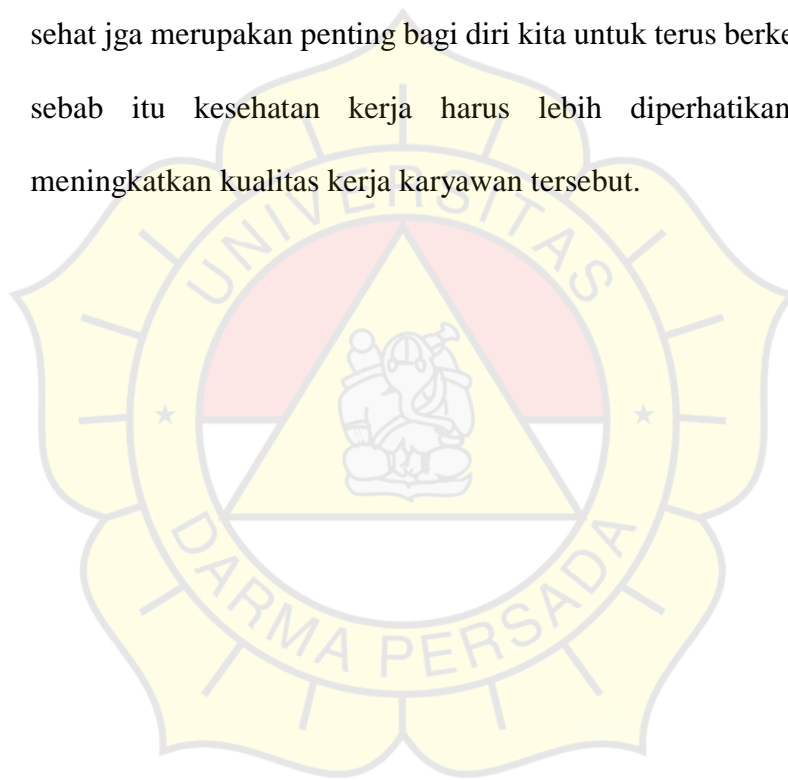 sehat jga merupakan penting bagi diri kita untuk terus berke
sebab itu kesehatan kerja harus lebih diperhatikan
meningkatkan kualitas kerja karyawan tersebut.
UNIVERSITAS
DARMA PERSADA